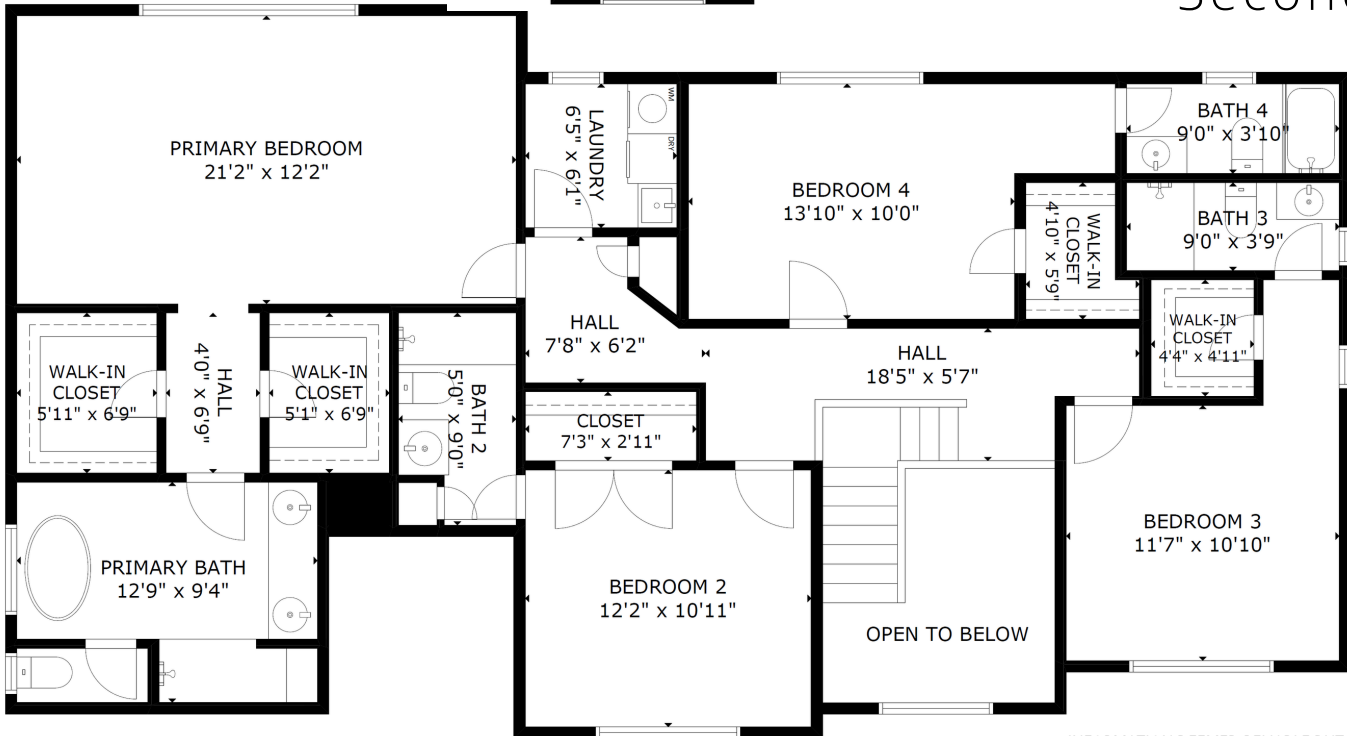 Secon
PRIMARY BEDROOM
21'2" x 12'2"
LAUNDRY
6'5" x 6'1"
WM
DRY
BEDROOM 4
13'10" x 10'0"
BATH 4
9'0" x 3'10"
BATH 3
9'0" x 3'9"
WALK-IN
CLOSET
4'10" x 5'9"
WALK-IN
CLOSET
4'4" x 4'11"
HALL
7'8" x 6'2"
HALL
18'5" x 5'7"
WALK-IN
CLOSET
5'11" x 6'9"
HALL
4'0" x 6'9"
WALK-IN
CLOSET
5'1" x 6'9"
BATH 2
5'0" x 9'0"
CLOSET
7'3" x 2'11"
PRIMARY BATH
12'9" x 9'4"
BEDROOM 2
12'2" x 10'11"
OPEN TO BELOW
BEDROOM 3
11'7" x 10'10"